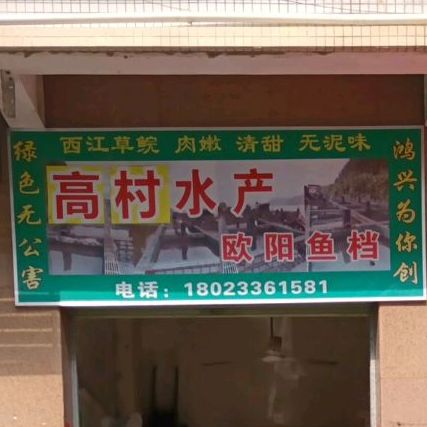 西江草鲩 肉嫩 清甜 无泥味
绿色无公害
高村水产
欧阳鱼档
鸿兴为你创
电话：18023361581